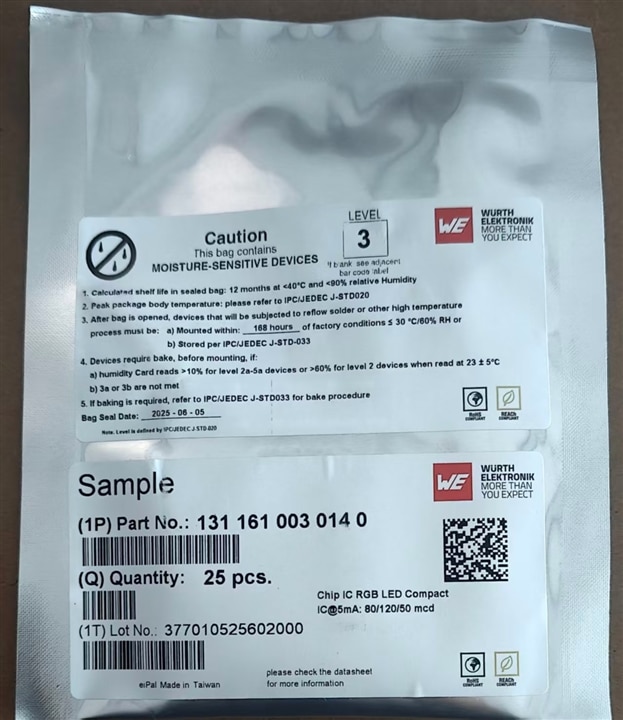 Caution
This bag contains
MOISTURE-SENSITIVE DEVICES
LEVEL
3
If blank see adjacent
bar code label
WE
WURTH
ELEKTRONIK
MORE THAN
YOU EXPECT
1. Calculated shelf life in sealed bag: 12 months at <40°C and <90% relative Humidity
2. Peak package body temperature: please refer to IPC/JEDEC J-STD020
3. After bag is opened, devices that will be subjected to reflow solder or other high temperature
process must be: a) Mounted within: 168 hours of factory conditions ≤ 30 °C/60% RH or
b) Stored per IPC/JEDEC J-STD-033
4. Devices require bake, before mounting, if:
a) humidity Card reads >10% for level 2a-5a devices or >60% for level 2 devices when read at 23 ± 5°C
b) 3a or 3b are not met
5. If baking is required, refer to IPC/JEDEC J-STD033 for bake procedure
Bag Seal Date: 2025 - 06 - 05
Note. Level is defined by IPC/JEDEC J-STD-020
RoHS
COMPLIANT
REACh
COMPLIANT
Sample
WE
WURTH
ELEKTRONIK
MORE THAN
YOU EXPECT
(1P) Part No.: 131 161 003 014 0
(Q) Quantity: 25 pcs.
Chip IC RGB LED Compact
IC@5mA: 80/120/50 mcd
(1T) Lot No.: 377010525602000
eiPal Made in Taiwan
please check the datasheet
for more information
RoHS
COMPLIANT
REACh
COMPLIANT